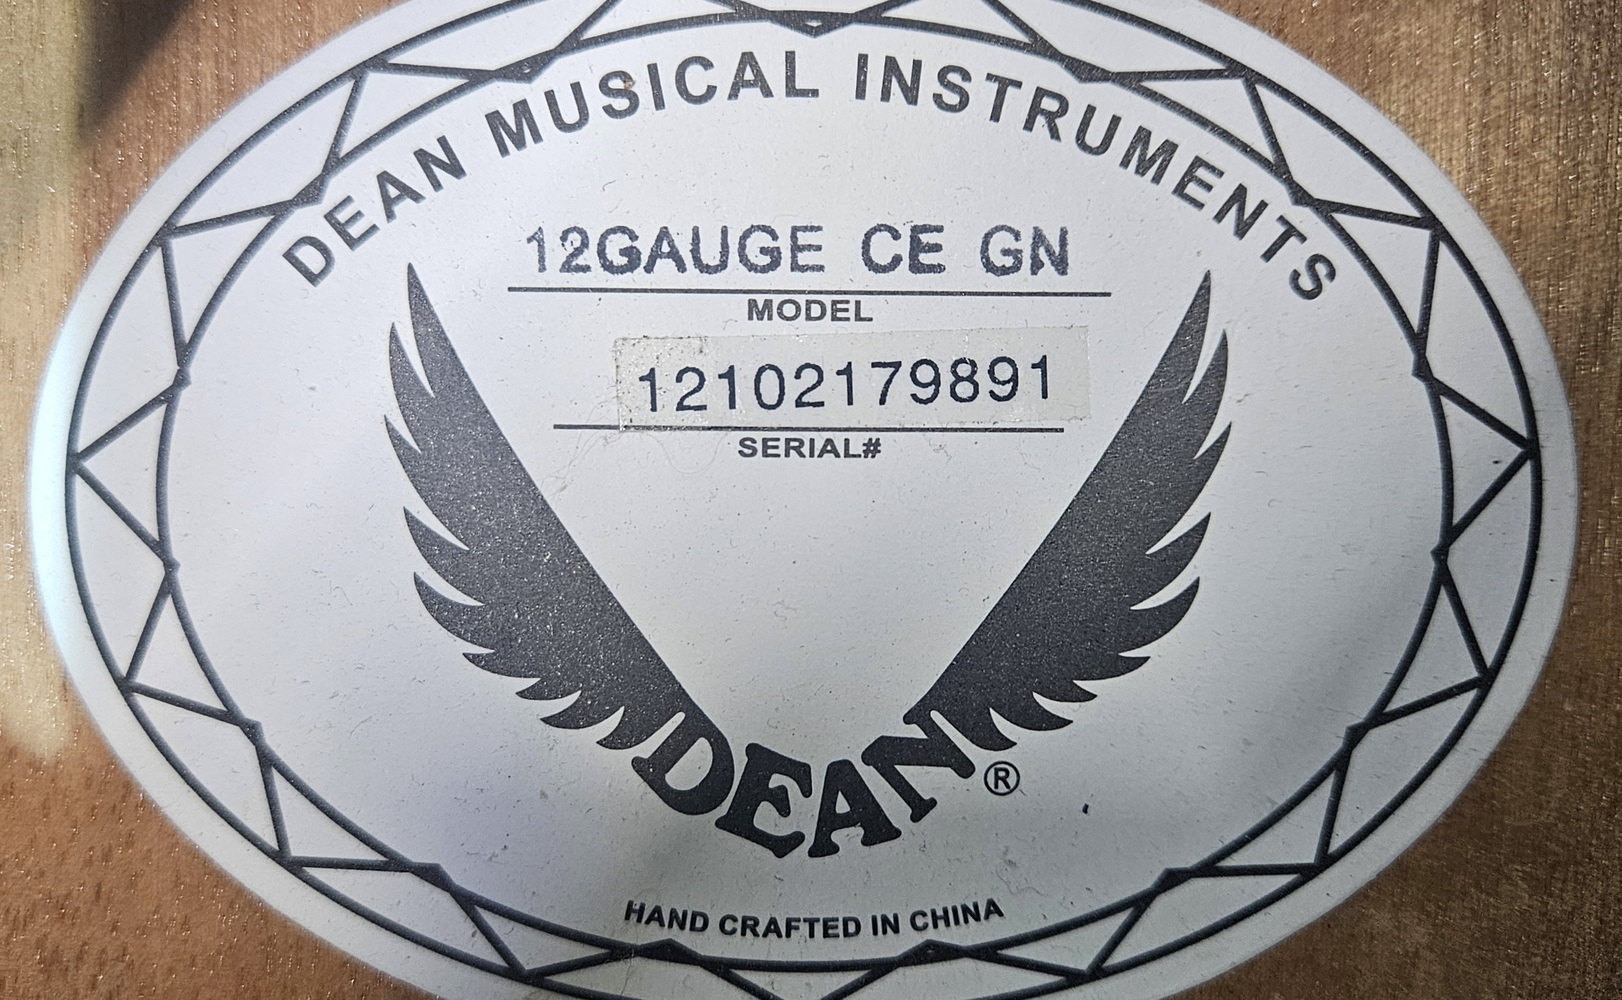 DEAN MUSICAL INSTRUMENTS
12GAUGE CE GN
MODEL
12102179891
SERIAL#
DEAN®
HAND CRAFTED IN CHINA